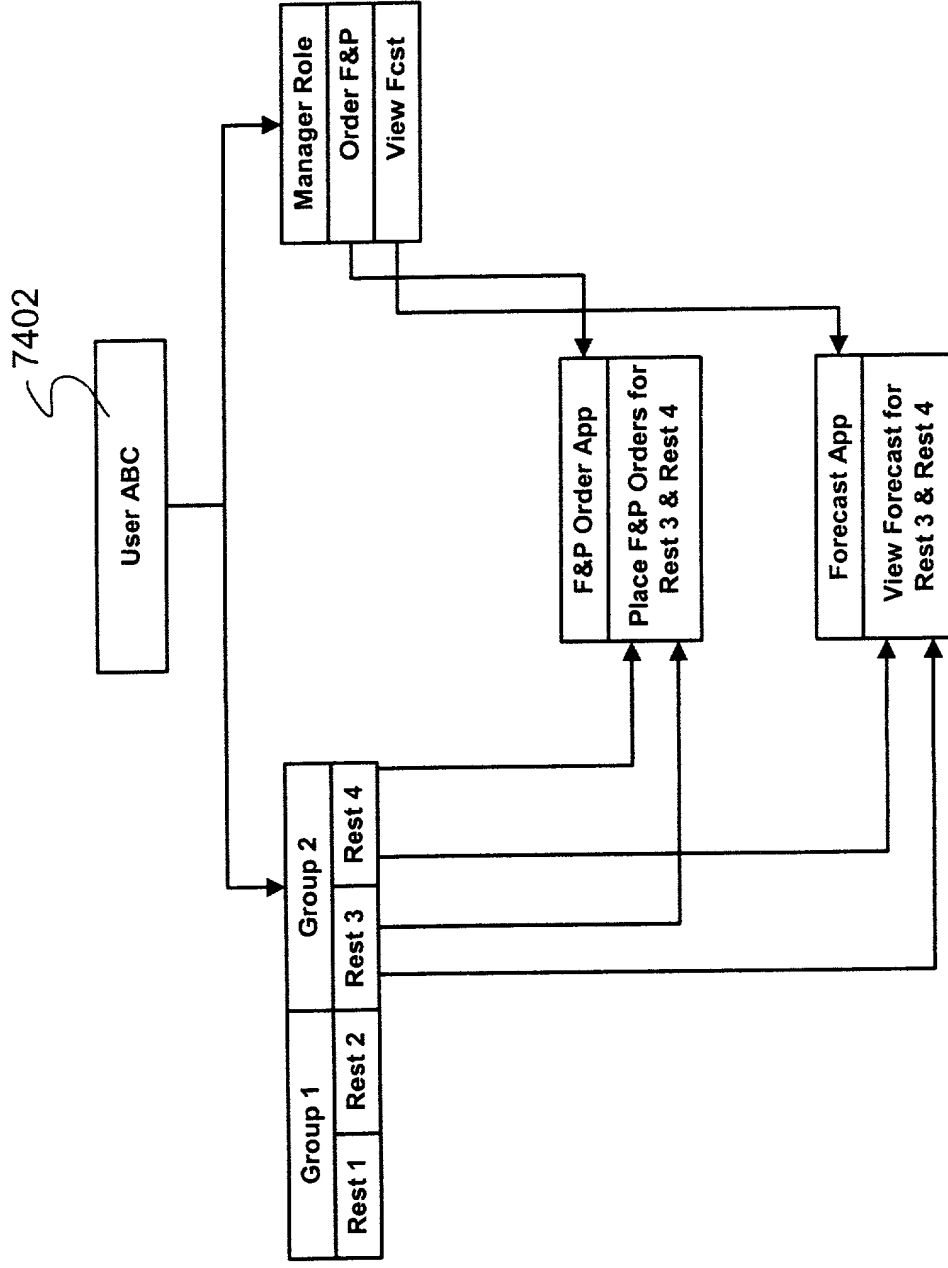 7402
User ABC
Group 1
Group 2
Rest 1
Rest 2
Rest 3
Rest 4
Manager Role
Order F&P
View Fcst
F&P Order App
Place F&P Orders for
Rest 3 & Rest 4
Forecast App
View Forecast for
Rest 3 & Rest 4